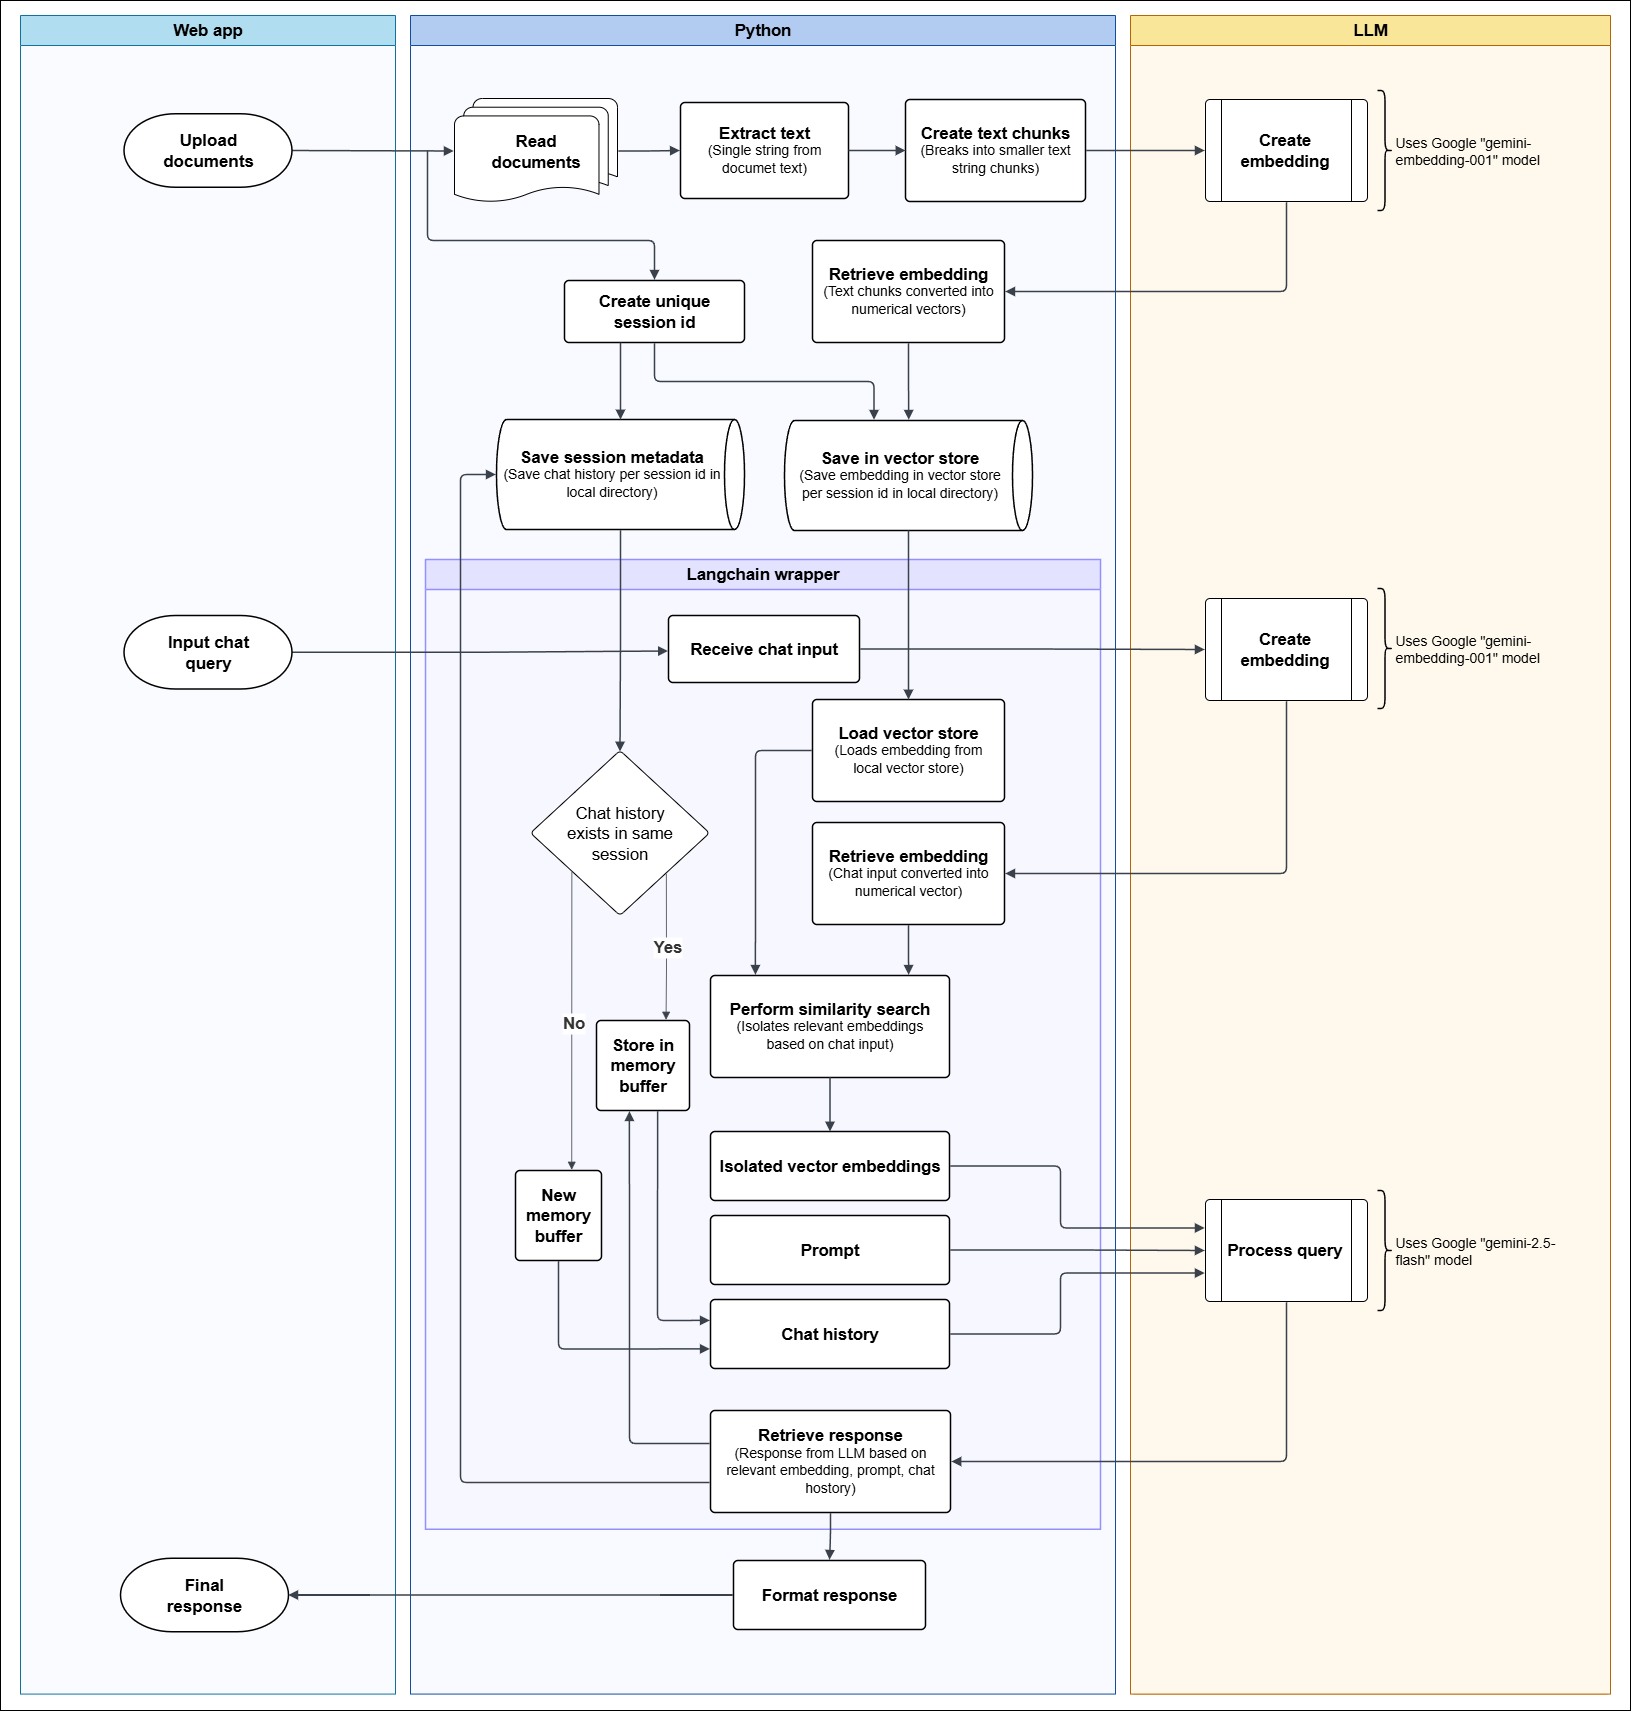 Web app
Python
LLM
Upload
documents
Read
documents
Extract text
(Single string from
documet text)
Create text chunks
(Breaks into smaller text
string chunks)
Create
embedding
Uses Google "gemini-
embedding-001" model
Create unique
session id
Retrieve embedding
(Text chunks converted into
numerical vectors)
Save session metadata
(Save chat history per session id in
local directory)
Save in vector store
(Save embedding in vector store
per session id in local directory)
Langchain wrapper
Input chat
query
Receive chat input
Create
embedding
Uses Google "gemini-
embedding-001" model
Load vector store
(Loads embedding from
local vector store)
Chat history
exists in same
session
Retrieve embedding
(Chat input converted into
numerical vector)
Yes
No
Perform similarity search
(Isolates relevant embeddings
based on chat input)
Store in
memory
buffer
Isolated vector embeddings
New
memory
buffer
Prompt
Process query
Uses Google "gemini-2.5-
flash" model
Chat history
Retrieve response
(Response from LLM based on
relevant embedding, prompt, chat
hostory)
Final
response
Format response